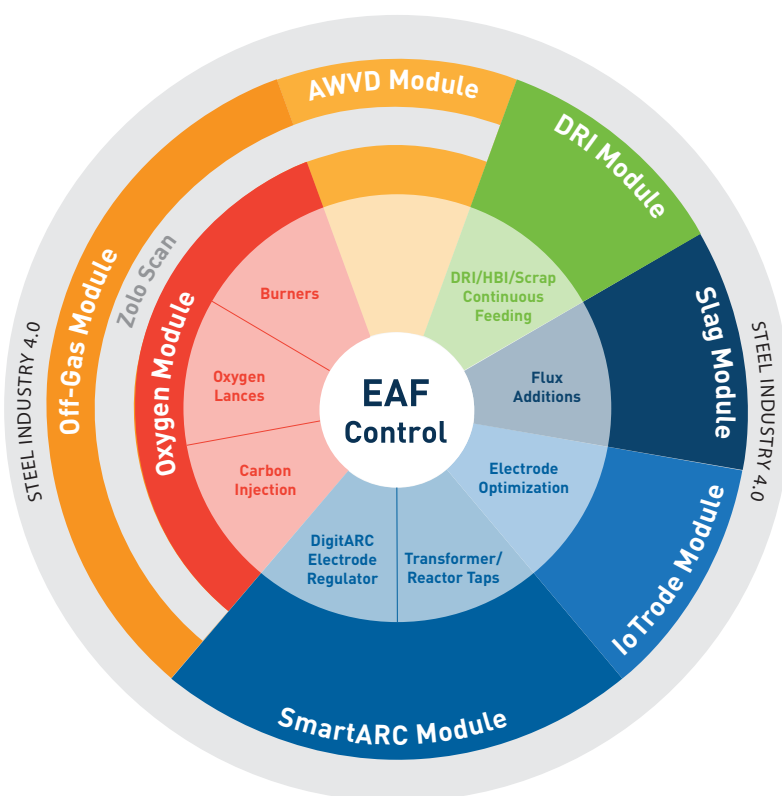 AWVD Module
DRI Module
Slag Module
IoTrode Module
SmartARC Module
Off-Gas Module
Zolo Scan
Oxygen Module
STEEL INDUSTRY 4.0
STEEL INDUSTRY 4.0
Burners
Oxygen
Lances
Carbon
Injection
DigitARC
Electrode
Regulator
Transformer/
Reactor Taps
Electrode
Optimization
Flux
Additions
DRI/HBI/Scrap
Continuous
Feeding
EAF
Control